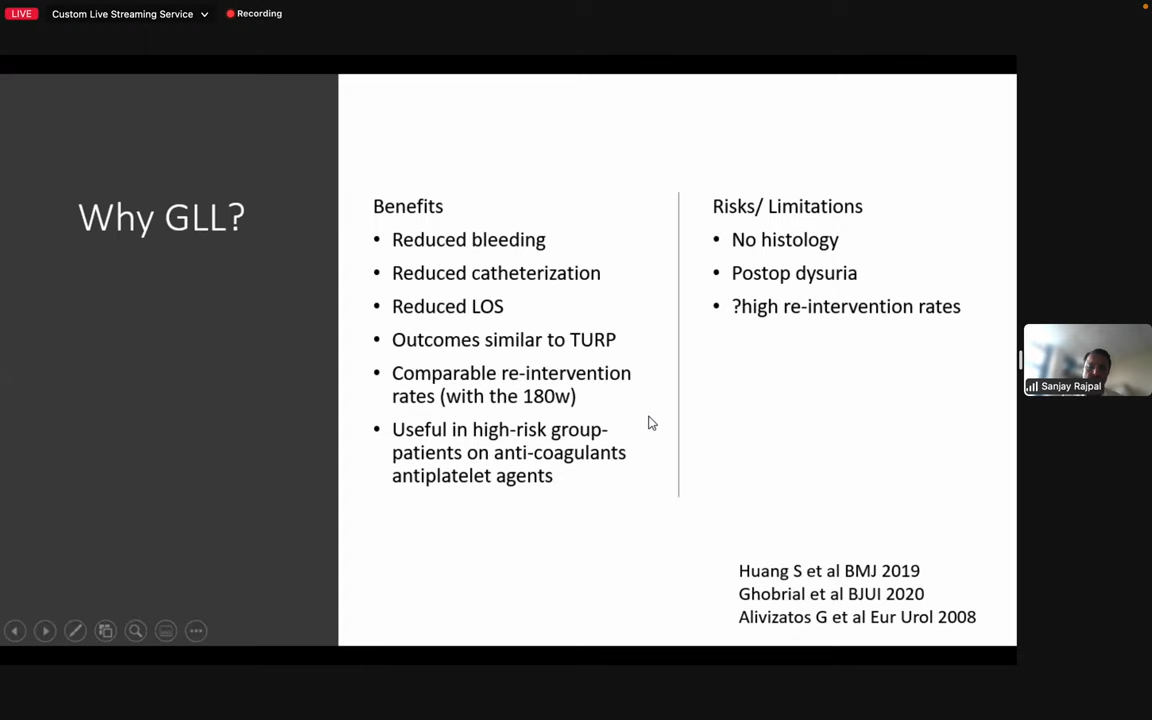 LIVE
Custom Live Streaming Service
Recording
Why GLL?
Benefits
• Reduced bleeding
• Reduced catheterization
• Reduced LOS
• Outcomes similar to TURP
• Comparable re-intervention
rates (with the 180w)
• Useful in high-risk group-
patients on anti-coagulants
antiplatelet agents
Risks/ Limitations
• No histology
• Postop dysuria
• ?high re-intervention rates
Huang S et al BMJ 2019
Ghobrial et al BJUI 2020
Alivizatos G et al Eur Urol 2008
Sanjay Rajpal